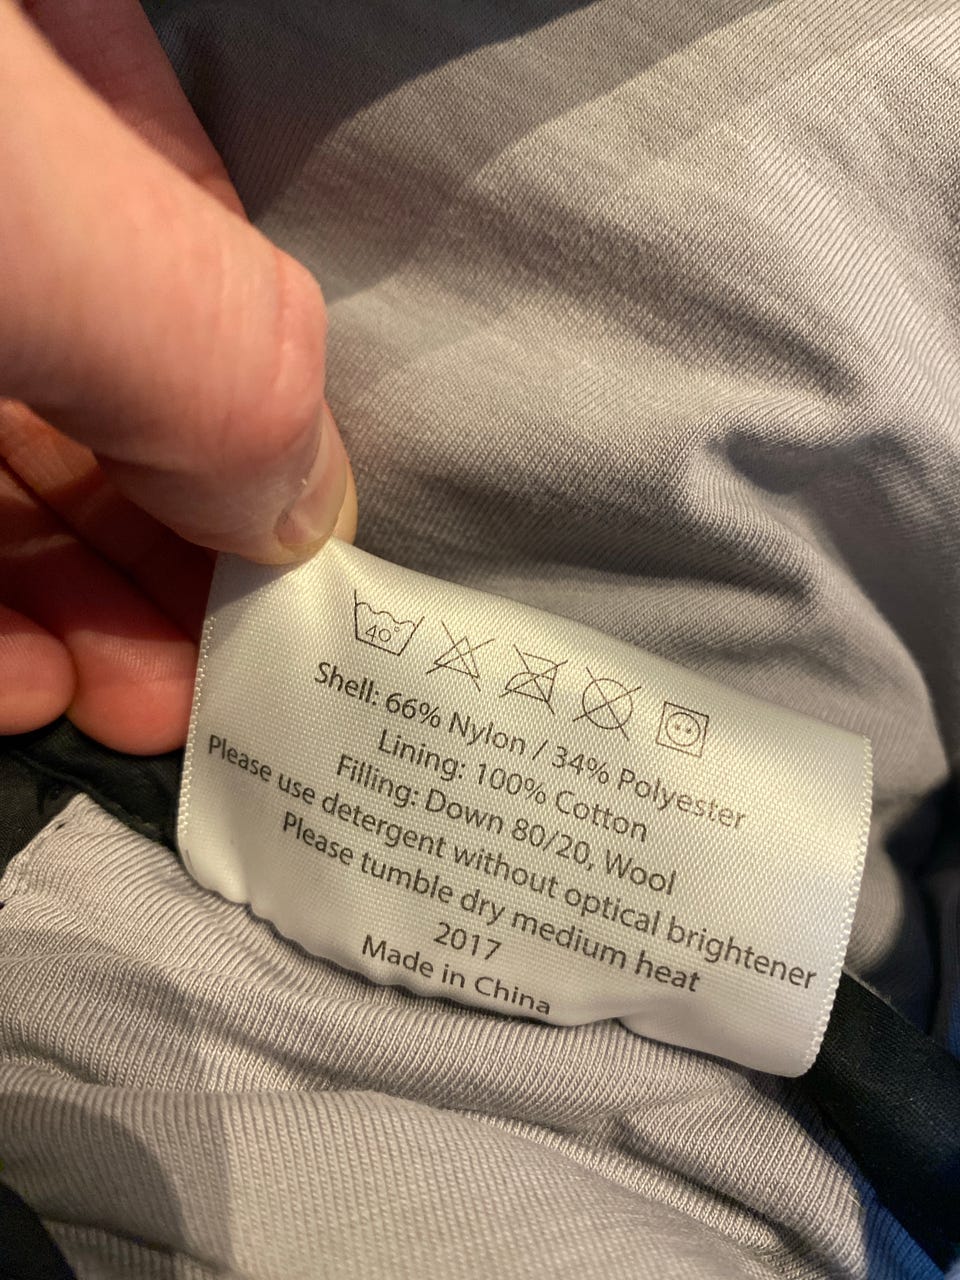 40°
Shell: 66% Nylon / 34% Polyester
Lining: 100% Cotton
Filling: Down 80/20, Wool
Please use detergent without optical brightener
Please tumble dry medium heat
2017
Made in China